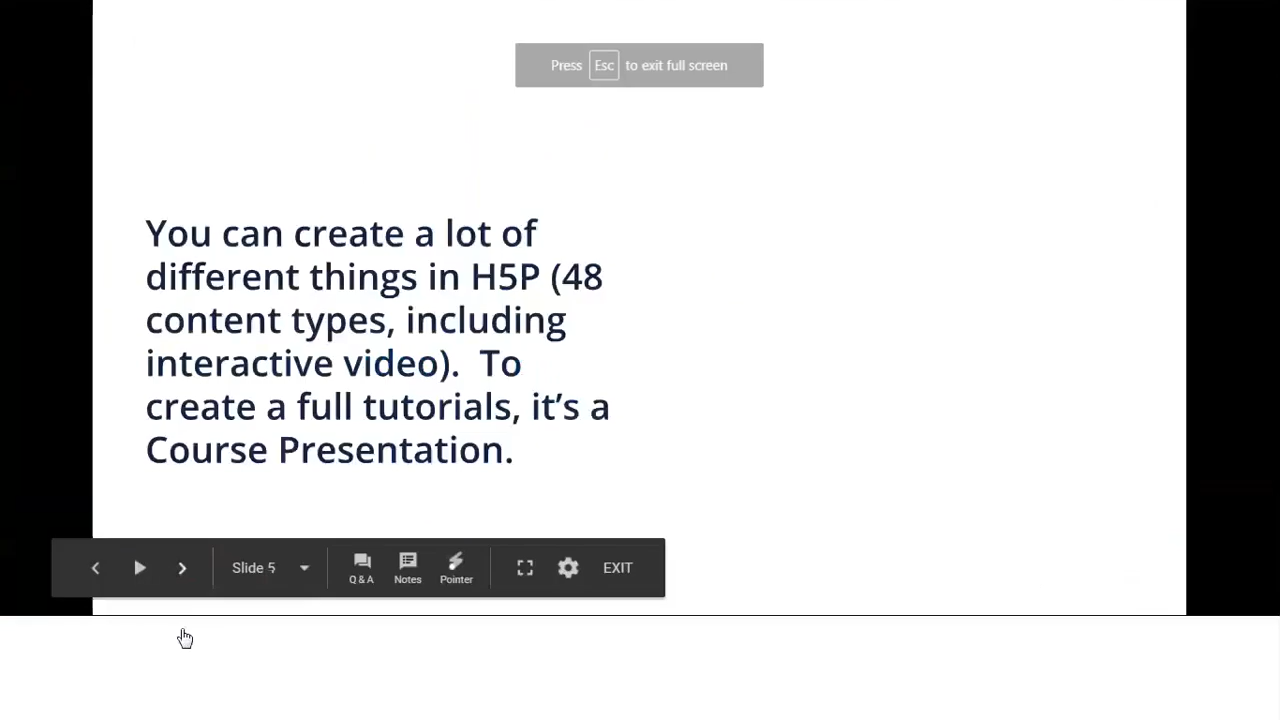 Press Esc to exit full screen
You can create a lot of
different things in H5P (48
content types, including
interactive video).  To
create a full tutorials, it’s a
Course Presentation.
Slide 5
Q & A
Notes
Pointer
EXIT